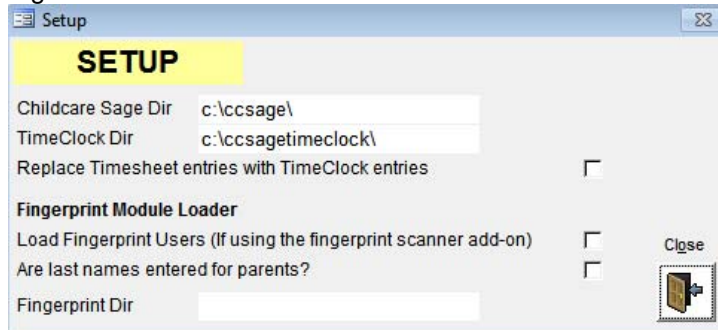 Setup
SETUP
Childcare Sage Dir c:\ccsage\
TimeClock Dir c:\ccsagetimeclock\
Replace Timesheet entries with TimeClock entries
Fingerprint Module Loader
Load Fingerprint Users (If using the fingerprint scanner add-on)
Close
Are last names entered for parents?
Fingerprint Dir